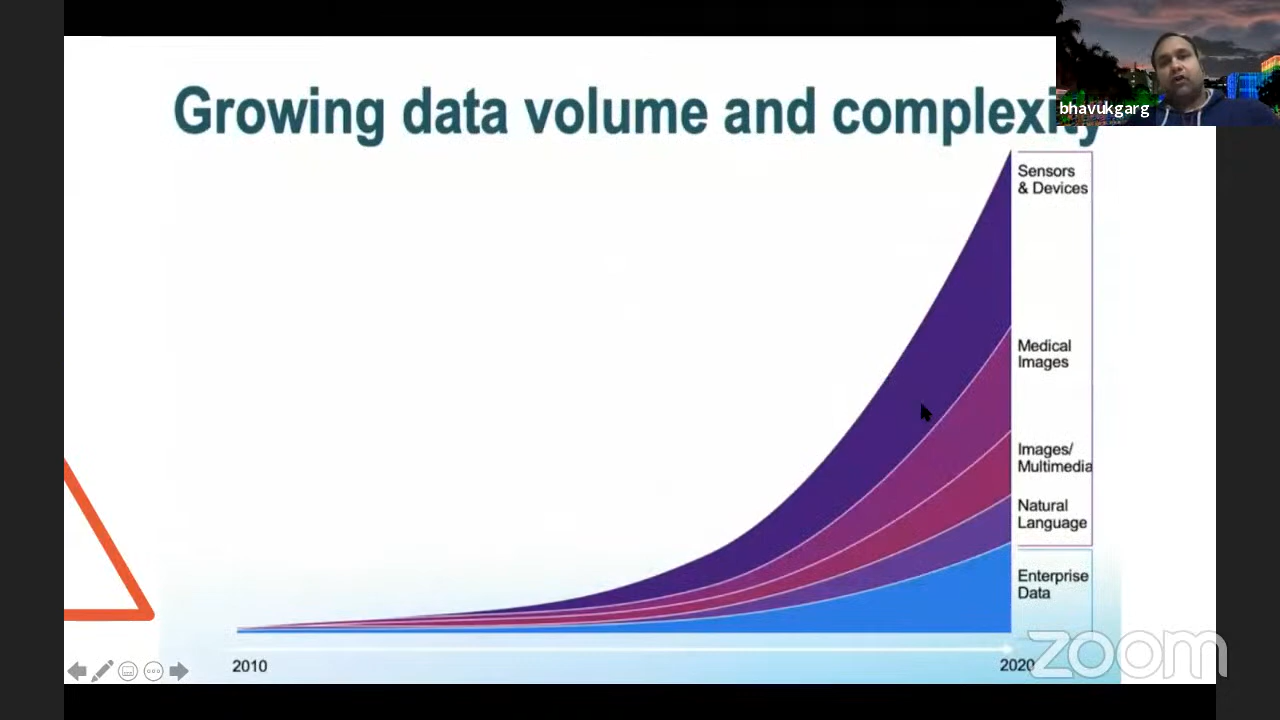 Growing data volume and complexity
bhavukgarg
Sensors
& Devices
Medical
Images
Images/
Multimedia
Natural
Language
Enterprise
Data
2010
2020
zoom